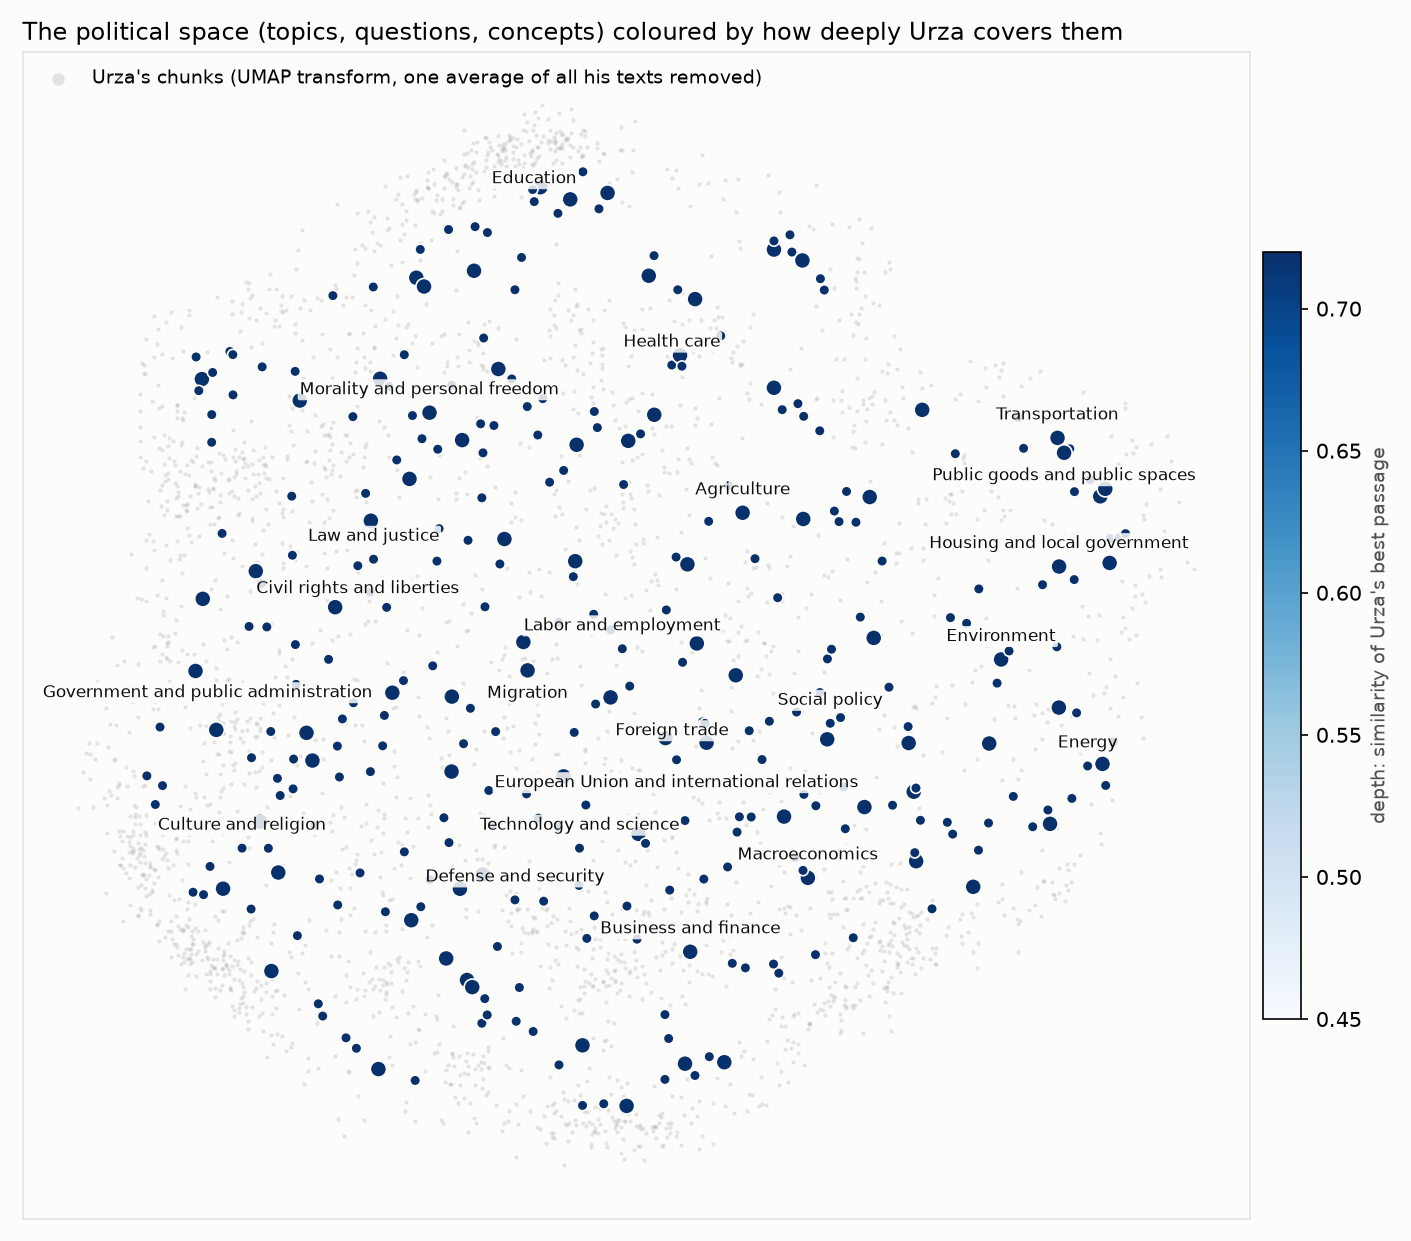 The political space (topics, questions, concepts) coloured by how deeply Urza covers them
Urza's chunks (UMAP transform, one average of all his texts removed)
Education
Health care
Morality and personal freedom
Transportation
Public goods and public spaces
Agriculture
Law and justice
Housing and local government
Civil rights and liberties
Labor and employment
Environment
Government and public administration
Migration
Social policy
Foreign trade
Energy
European Union and international relations
Culture and religion
Technology and science
Macroeconomics
Defense and security
Business and finance
0.70
0.65
0.60
0.55
0.50
0.45
depth: similarity of Urza's best passage